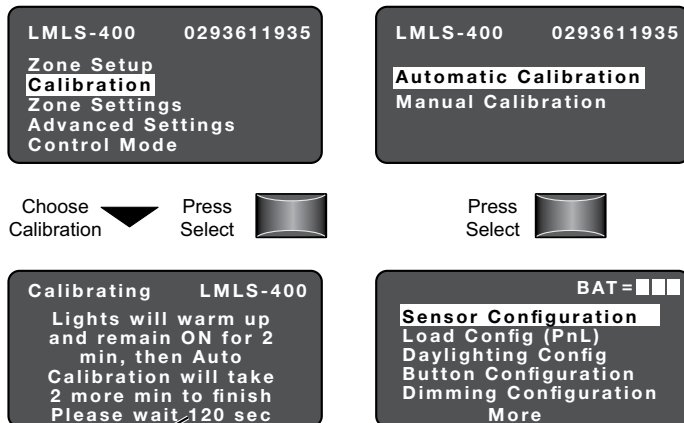 LMLS-400 0293611935
Zone Setup
Calibration
Zone Settings
Advanced Settings
Control Mode
LMLS-400 0293611935
Automatic Calibration
Manual Calibration
Choose
Calibration
Press
Select
Press
Select
Calibrating LMLS-400
Lights will warm up
and remain ON for 2
min, then Auto
Calibration will take
2 more min to finish
Please wait 120 sec
BAT=
Sensor Configuration
Load Config (PnL)
Daylighting Config
Button Configuration
Dimming Configuration
More